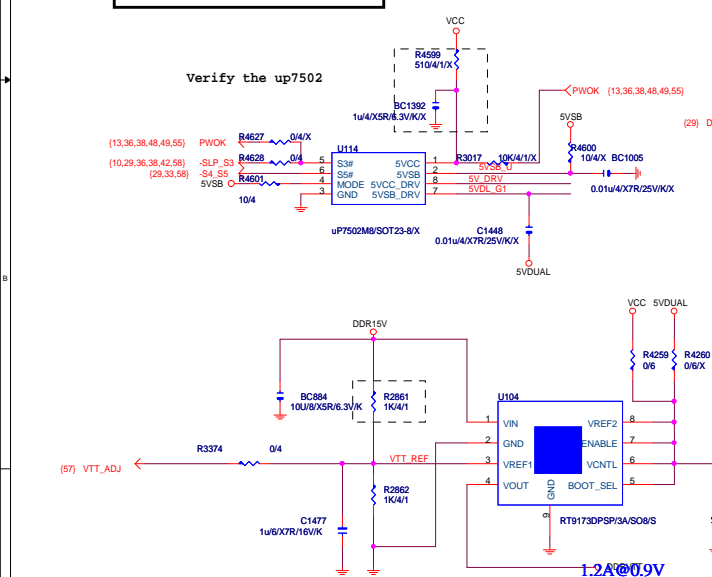 VCC
R4599
510/4/1/X
Verify the up7502
BC1392
1u/4/X5R/6.3V/K/X
PWOK {13,36,38,48,49,55}
5VSB
{29} D
{13,36,38,48,49,55} PWOK R4627 0/4/X
{10,29,36,38,42,58} -SLP_S3 R4628 0/4
{29,33,58} -S4_S5
5VSB R4601
10/4
U114
5 S3# 5VCC 1
6 S5# 5VSB 2
4 MODE 5VCC_DRV 8
3 GND 5VSB_DRV 7
uP7502M8/SOT23-8/X
R3017 10K/4/1/X
5VSB_U
5V_DRV
5VDL_G1
R4600
10/4/X BC1005
0.01u/4/X7R/25V/K/X
C1448
0.01u/4/X7R/25V/K/X
5VDUAL
B
DDR15V
VCC 5VDUAL
R4259
0/6
R4260
0/6/X
BC884
10U/8/X5R/6.3V/K
R2861
1K/4/1
U104
1 VIN VREF2 8
2 GND ENABLE 7
3 VREF1 VCNTL 6
4 VOUT BOOT_SEL 5
GND
9
RT9173DPSP/3A/SO8/S
R3374 0/4
{57} VTT_ADJ
VTT_REF
R2862
1K/4/1
C1477
1u/6/X7R/16V/K
1.2A@0.9V